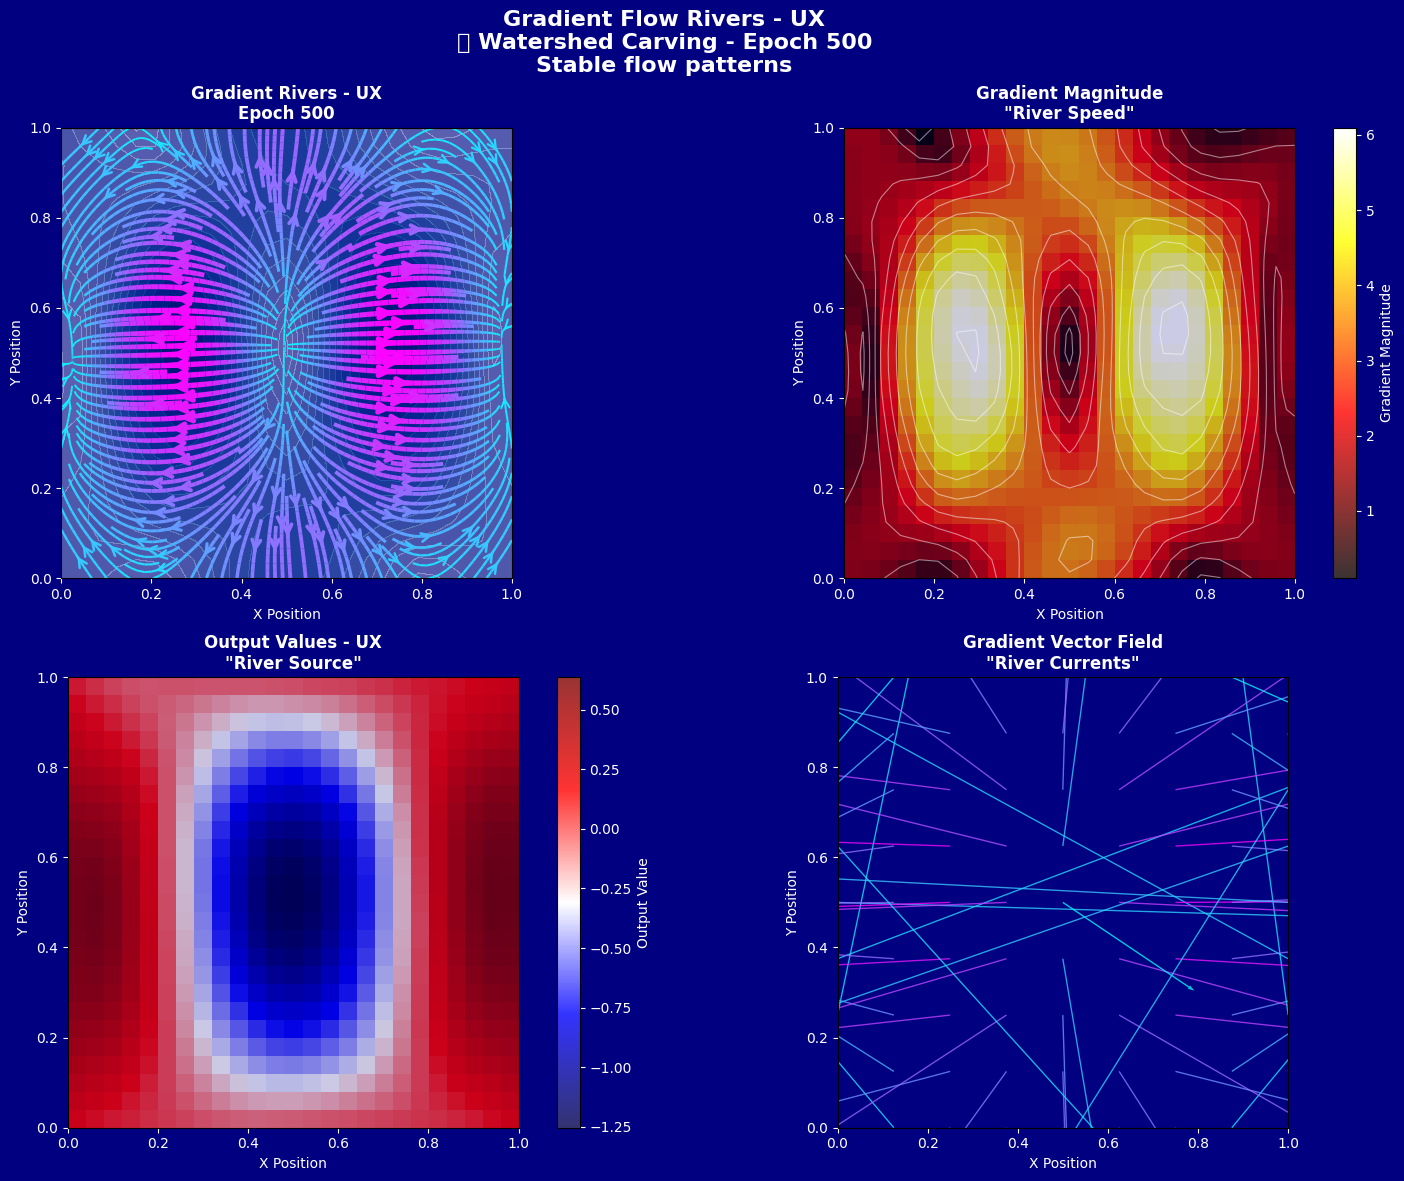 Gradient Flow Rivers - UX
Watershed Carving - Epoch 500
Stable flow patterns
Gradient Rivers - UX
Epoch 500
1.0
0.8
0.6
0.4
0.2
0.0
Y Position
0.0 0.2 0.4 0.6 0.8 1.0
X Position
Gradient Magnitude
"River Speed"
1.0
0.8
0.6
0.4
0.2
0.0
Y Position
0.0 0.2 0.4 0.6 0.8 1.0
X Position
6
5
4
3
2
1
Gradient Magnitude
Output Values - UX
"River Source"
1.0
0.8
0.6
0.4
0.2
0.0
Y Position
0.0 0.2 0.4 0.6 0.8 1.0
X Position
0.50
0.25
0.00
−0.25
−0.50
−0.75
−1.00
−1.25
Output Value
Gradient Vector Field
"River Currents"
1.0
0.8
0.6
0.4
0.2
0.0
Y Position
0.0 0.2 0.4 0.6 0.8 1.0
X Position